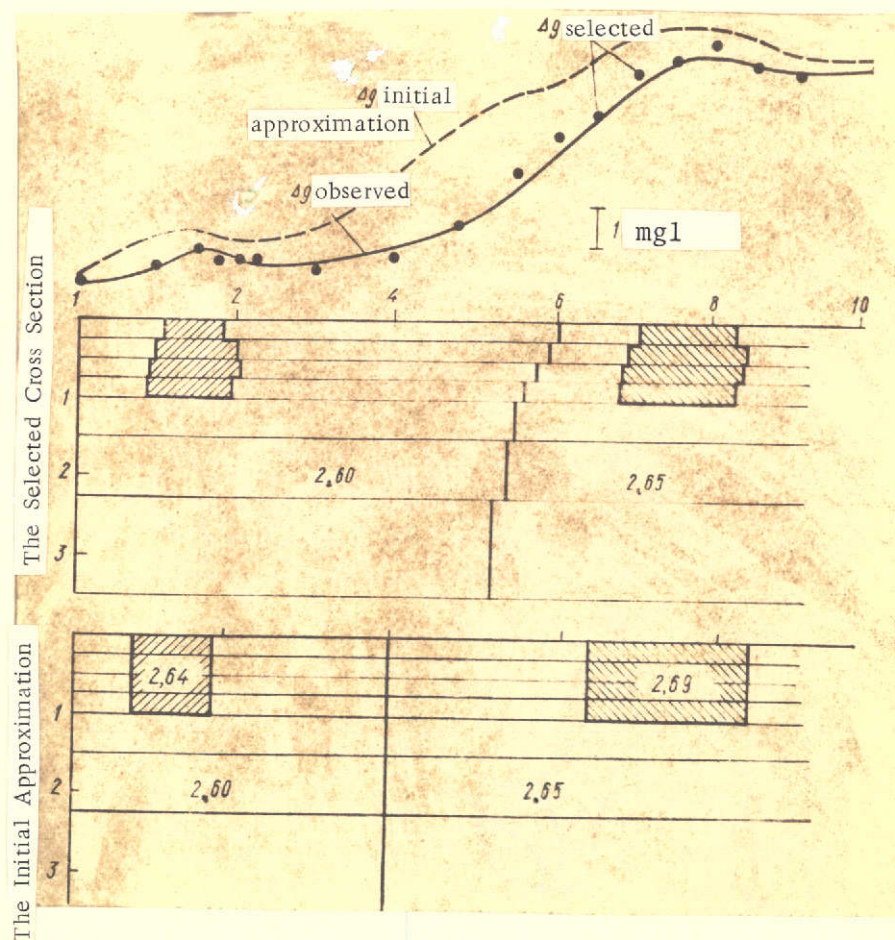 Δg selected
Δg initial
approximation
Δg observed
1 mgl
1 2 4 6 8 10
The Selected Cross Section
1
2
3
2,60 2,65
The Initial Approximation
1
2
3
2,64 2,69
2,60 2,65